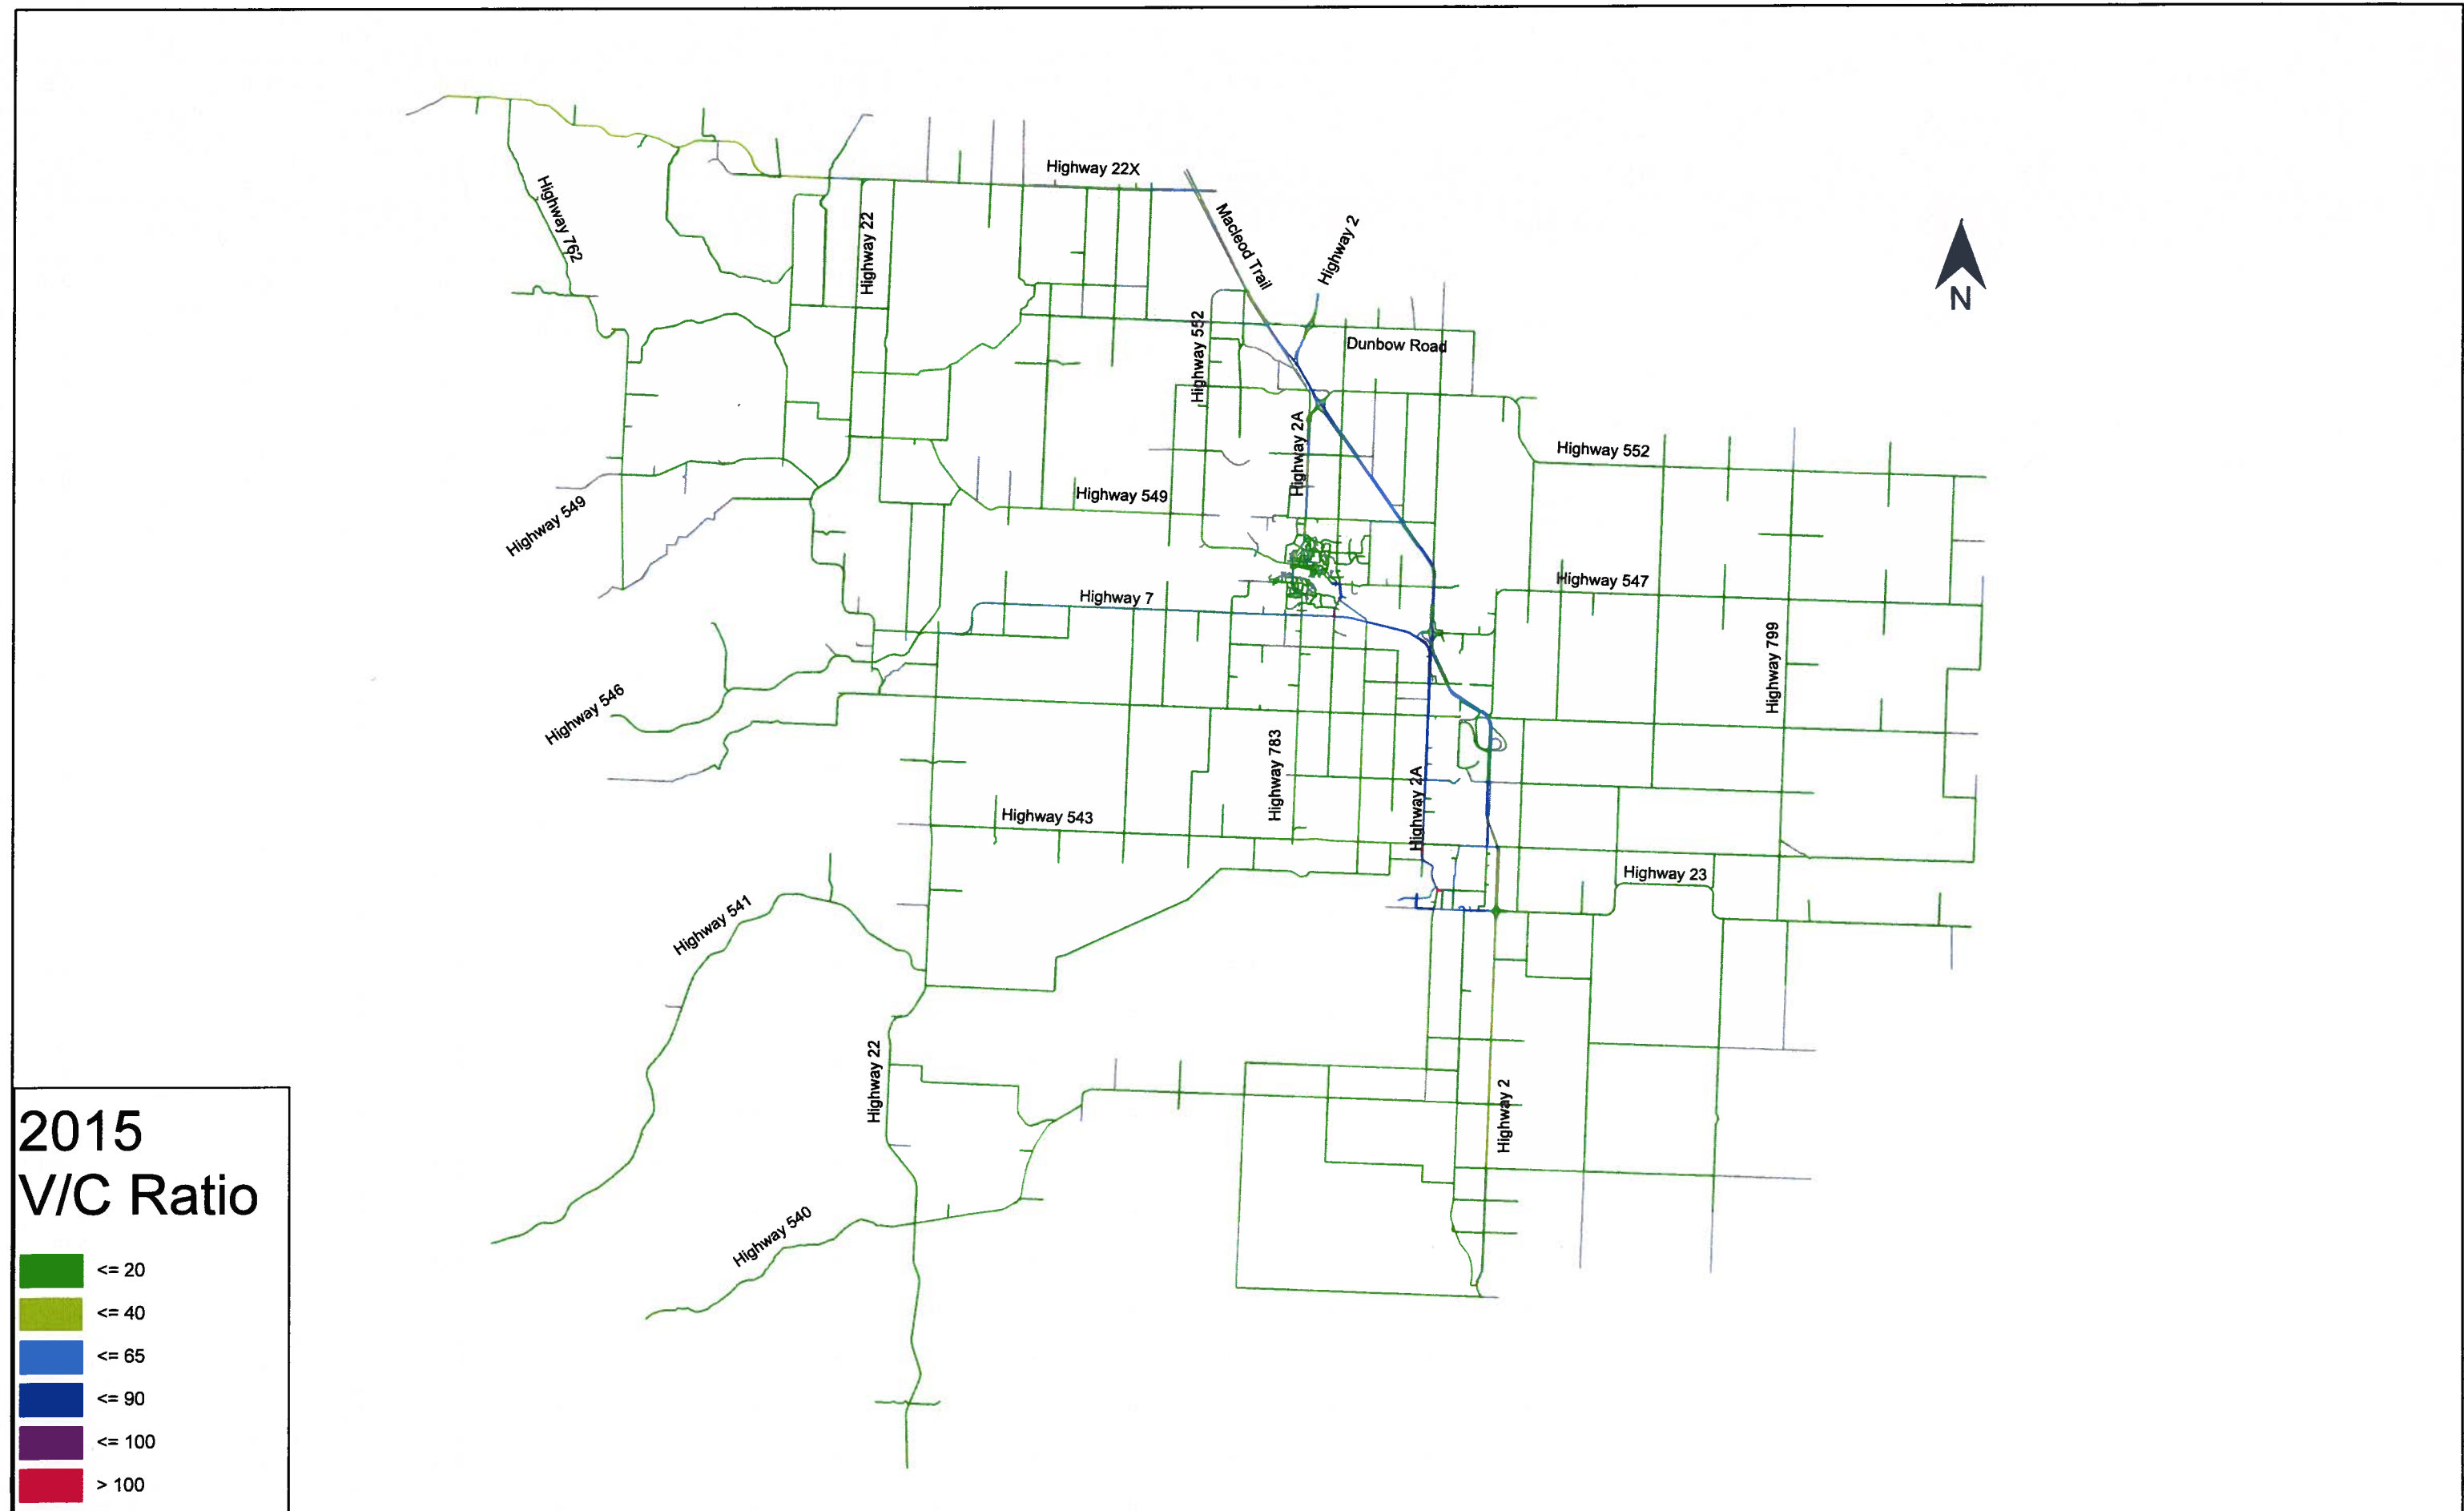 Highway 22X
Highway 762
Highway 22
Macleod Trail
Highway 2
Highway 552
Dunbow Road
Highway 2A
Highway 552
N
Highway 549
Highway 549
Highway 547
Highway 7
Highway 799
Highway 546
Highway 783
Highway 2A
Highway 543
Highway 23
Highway 541
Highway 22
Highway 2
Highway 540
2015
V/C Ratio
<= 20
<= 40
<= 65
<= 90
<= 100
> 100